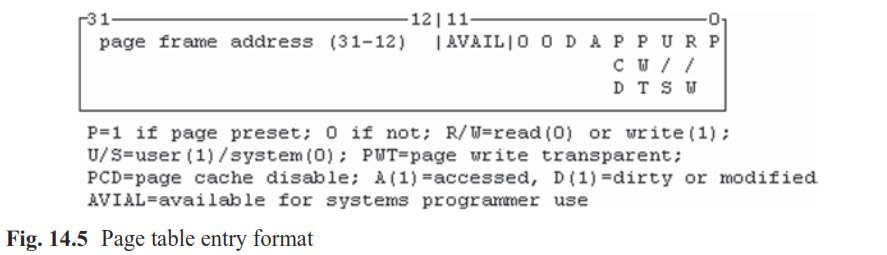 31 12|11 0
page frame address (31-12) |AVAIL|0 0 D A P P U R P
C W / /
D T S W
P=1 if page preset; 0 if not; R/W=read(0) or write(1);
U/S=user(1)/system(0); PWT=page write transparent;
PCD=page cache disable; A(1)=accessed, D(1)=dirty or modified
AVIAL=available for systems programmer use
Fig. 14.5 Page table entry format